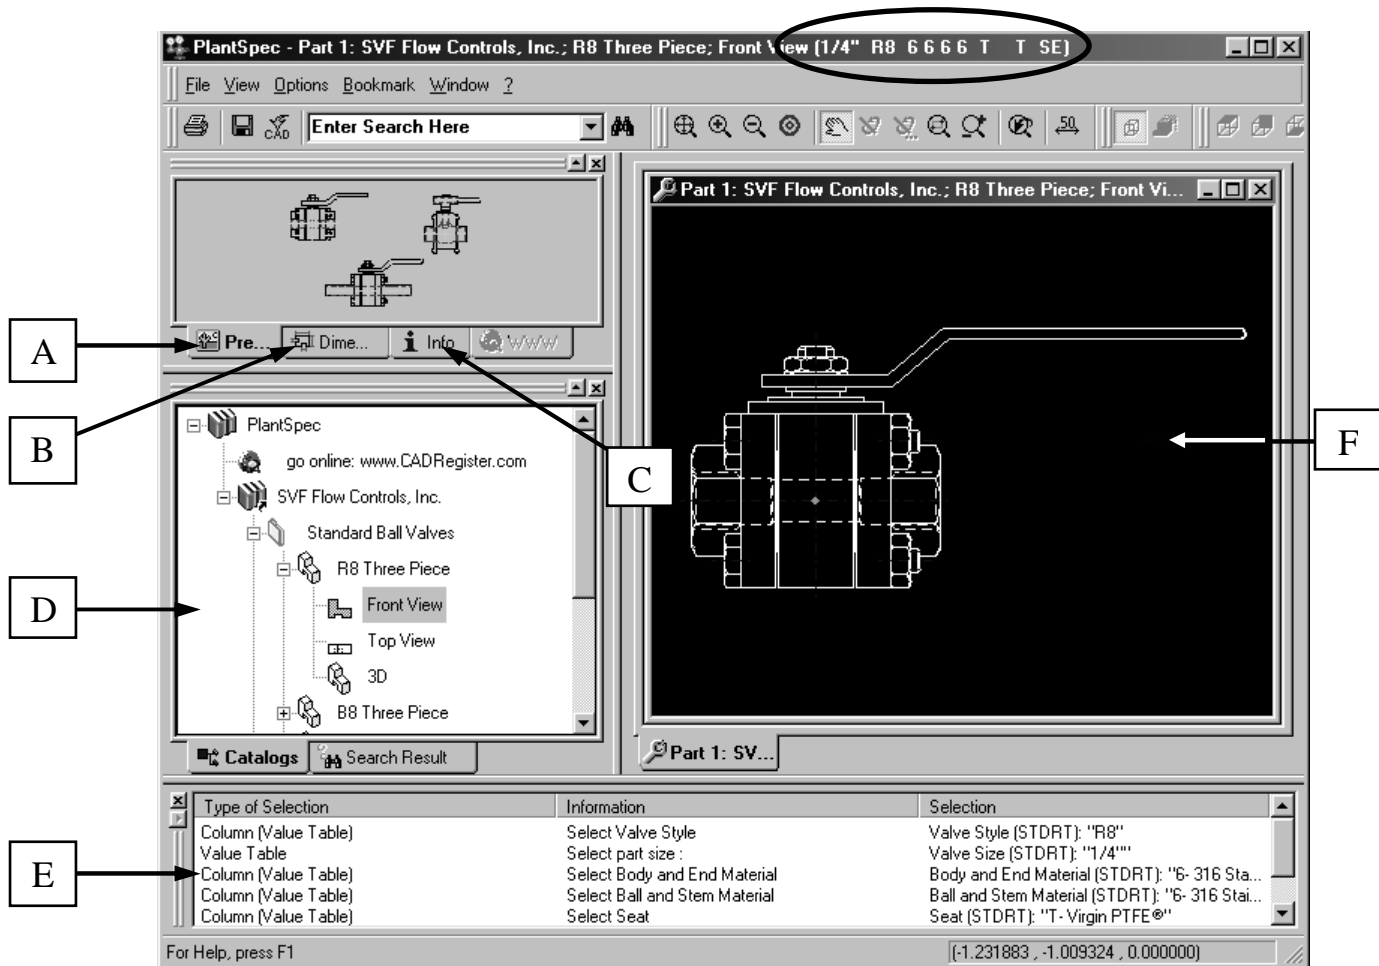 PlantSpec - Part 1: SVF Flow Controls, Inc.; R8 Three Piece; Front View (1/4" R8 6 6 6 6 T T SE)
File View Options Bookmark Window ?
CAD Enter Search Here 50
Part 1: SVF Flow Controls, Inc.; R8 Three Piece; Front Vi...
A
Pre... Dime... i Info WWW
B
C
F
PlantSpec
go online: www.CADRegister.com
SVF Flow Controls, Inc.
Standard Ball Valves
R8 Three Piece
D
Front View
Top View
3D
B8 Three Piece
Catalogs Search Result
Part 1: SV...
Type of Selection Information Selection
Column (Value Table) Select Valve Style Valve Style (STDRT): "R8"
Value Table Select part size : Valve Size (STDRT): "1/4""
E
Column (Value Table) Select Body and End Material Body and End Material (STDRT): "6- 316 Sta...
Column (Value Table) Select Ball and Stem Material Ball and Stem Material (STDRT): "6- 316 Stai...
Column (Value Table) Select Seat Seat (STDRT): "T- Virgin PTFE®"
For Help, press F1 (-1.231883 , -1.009324 , 0.000000)